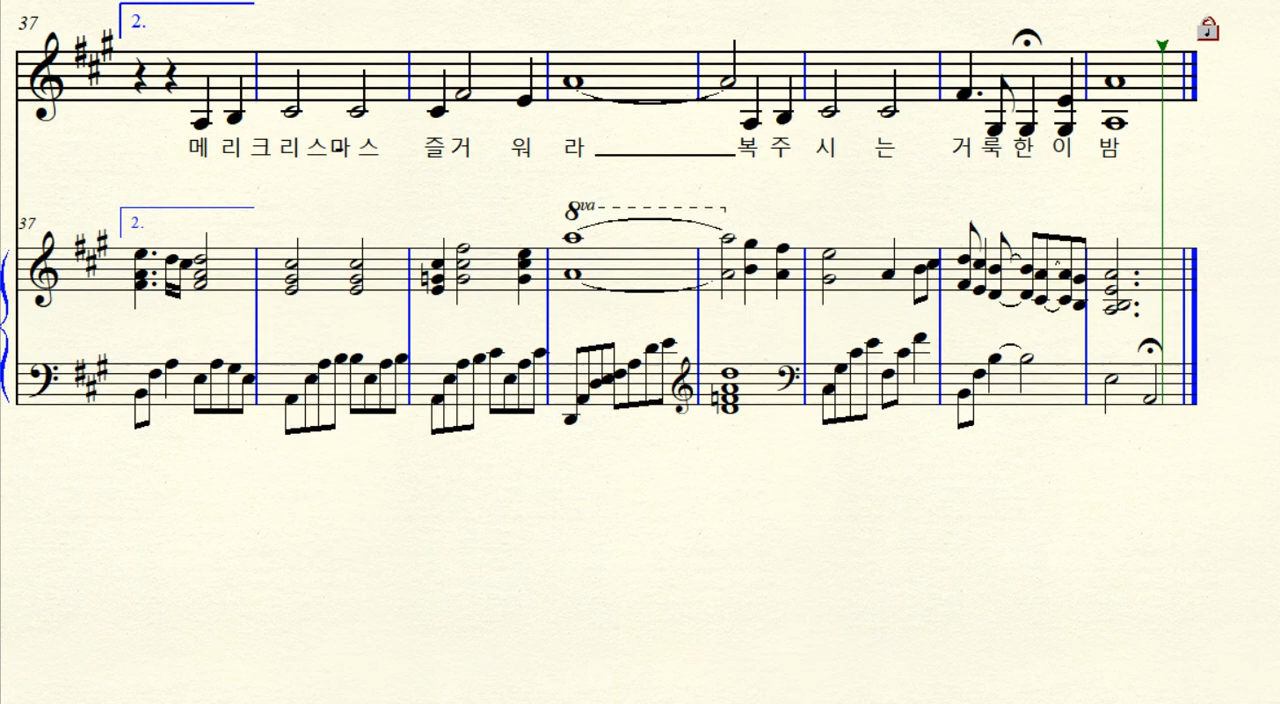 37
2.
메 리 크 리 스 마 스 즐 거 워 라 복 주 시 는 거 룩 한 이 밤
37
2.
8va